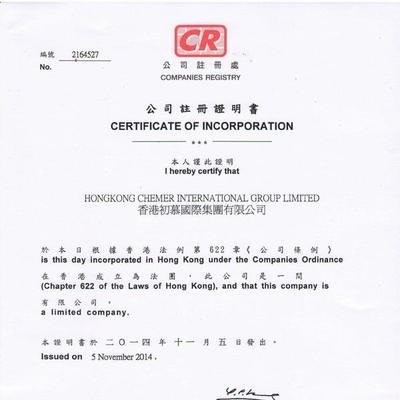 CR
編號 2164527
No.
公司註冊處
COMPANIES REGISTRY
公司註冊證明書
CERTIFICATE OF INCORPORATION
***
本人謹此證明
I hereby certify that
HONGKONG CHEMER INTERNATIONAL GROUP LIMITED
香港初慕國際集團有限公司
於本日根據香港法例第622章《公司條例》
is this day incorporated in Hong Kong under the Companies Ordinance
在香港成立為法團，此公司是一間
(Chapter 622 of the Laws of Hong Kong), and that this company is
有限公司。
a limited company.
本證明書於二〇一四年十一月五日發出。
Issued on 5 November 2014.